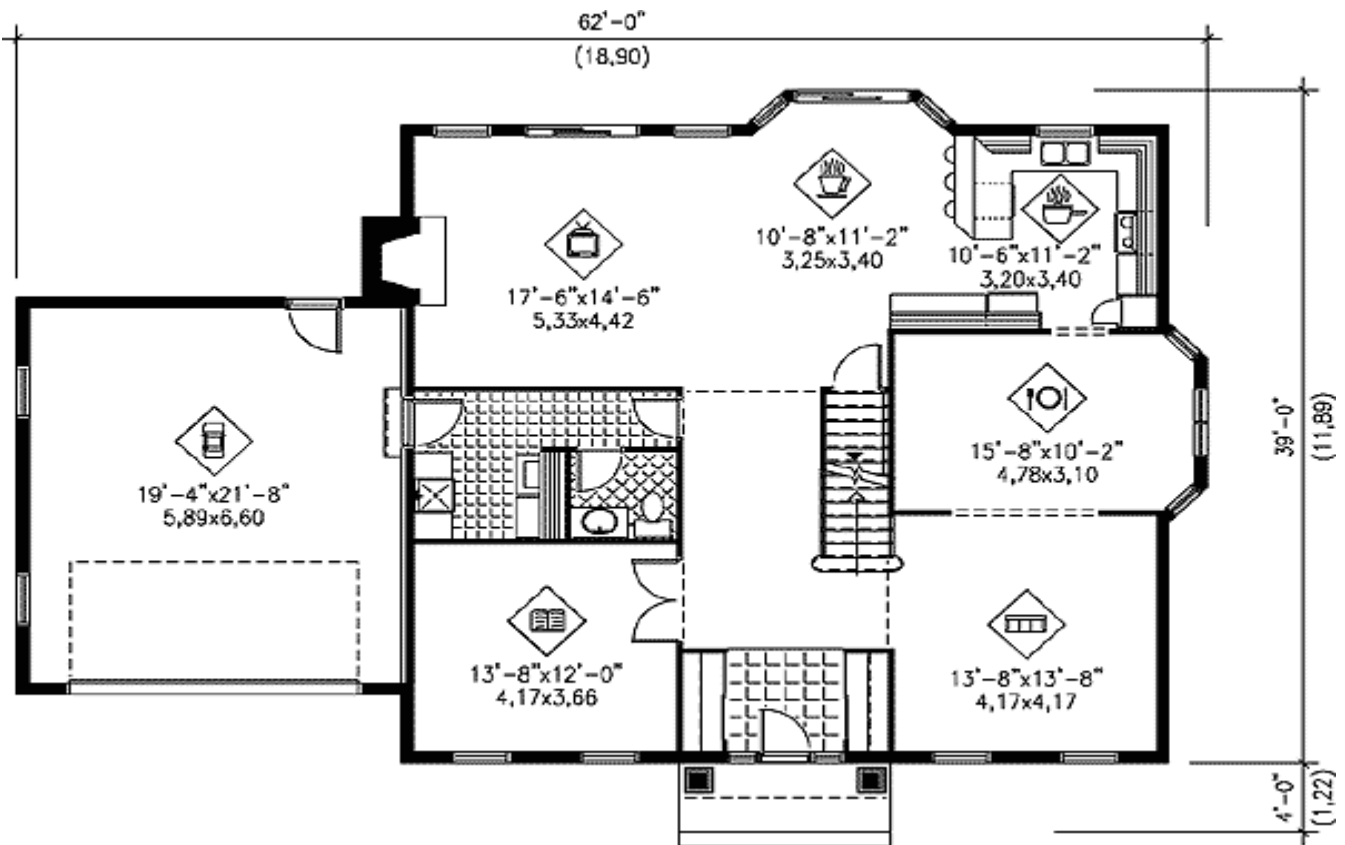 62'-0"
(18,90)
10'-8"x11'-2"
3,25x3,40
10'-6"x11'-2"
3,20x3,40
17'-6"x14'-6"
5,33x4,42
39'-0"
(11,89)
15'-8"x10'-2"
4,78x3,10
19'-4"x21'-8"
5,89x6,60
13'-8"x12'-0"
4,17x3,66
13'-8"x13'-8"
4,17x4,17
4'-0"
(1,22)